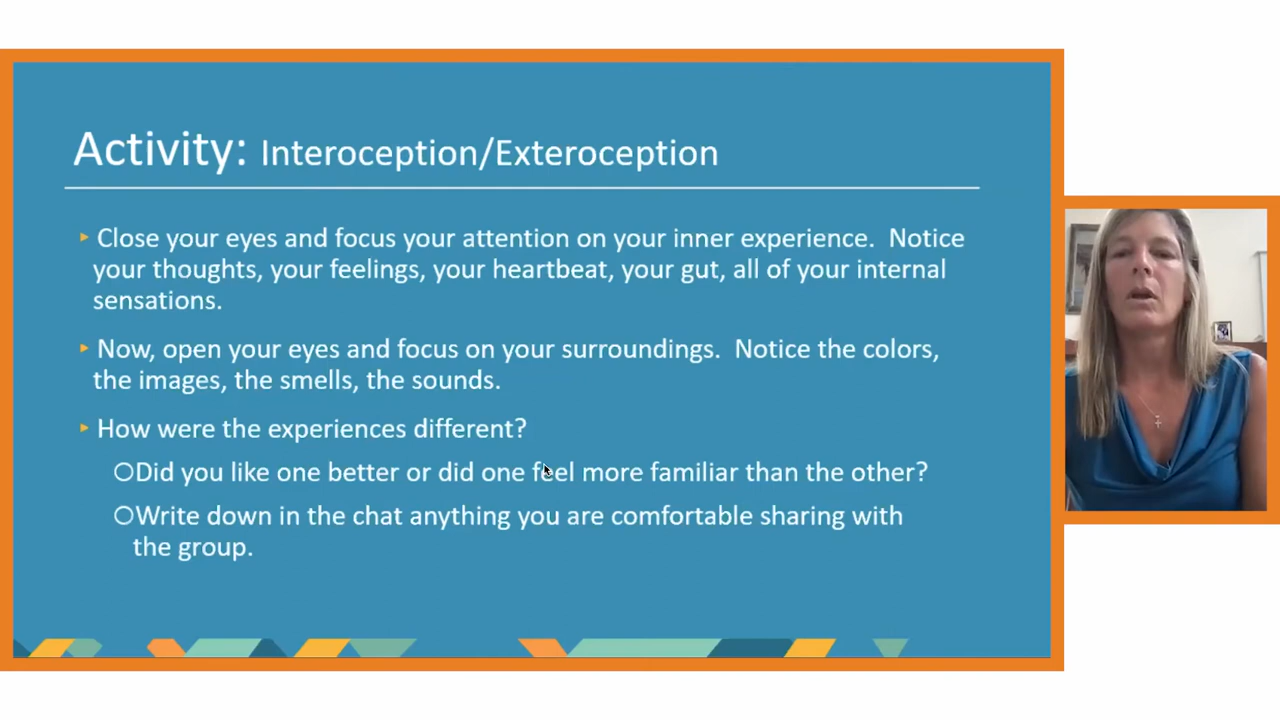 Activity: Interoception/Exteroception
Close your eyes and focus your attention on your inner experience.  Notice
your thoughts, your feelings, your heartbeat, your gut, all of your internal
sensations.
Now, open your eyes and focus on your surroundings.  Notice the colors,
the images, the smells, the sounds.
How were the experiences different?
Did you like one better or did one feel more familiar than the other?
Write down in the chat anything you are comfortable sharing with
the group.